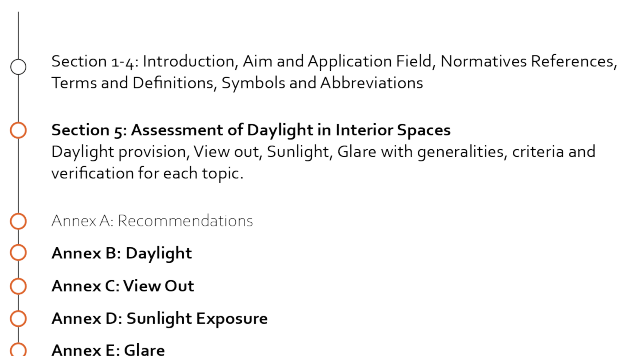 Section 1-4: Introduction, Aim and Application Field, Normatives References,
Terms and Definitions, Symbols and Abbreviations
Section 5: Assessment of Daylight in Interior Spaces
Daylight provision, View out, Sunlight, Glare with generalities, criteria and
verification for each topic.
Annex A: Recommendations
Annex B: Daylight
Annex C: View Out
Annex D: Sunlight Exposure
Annex E: Glare